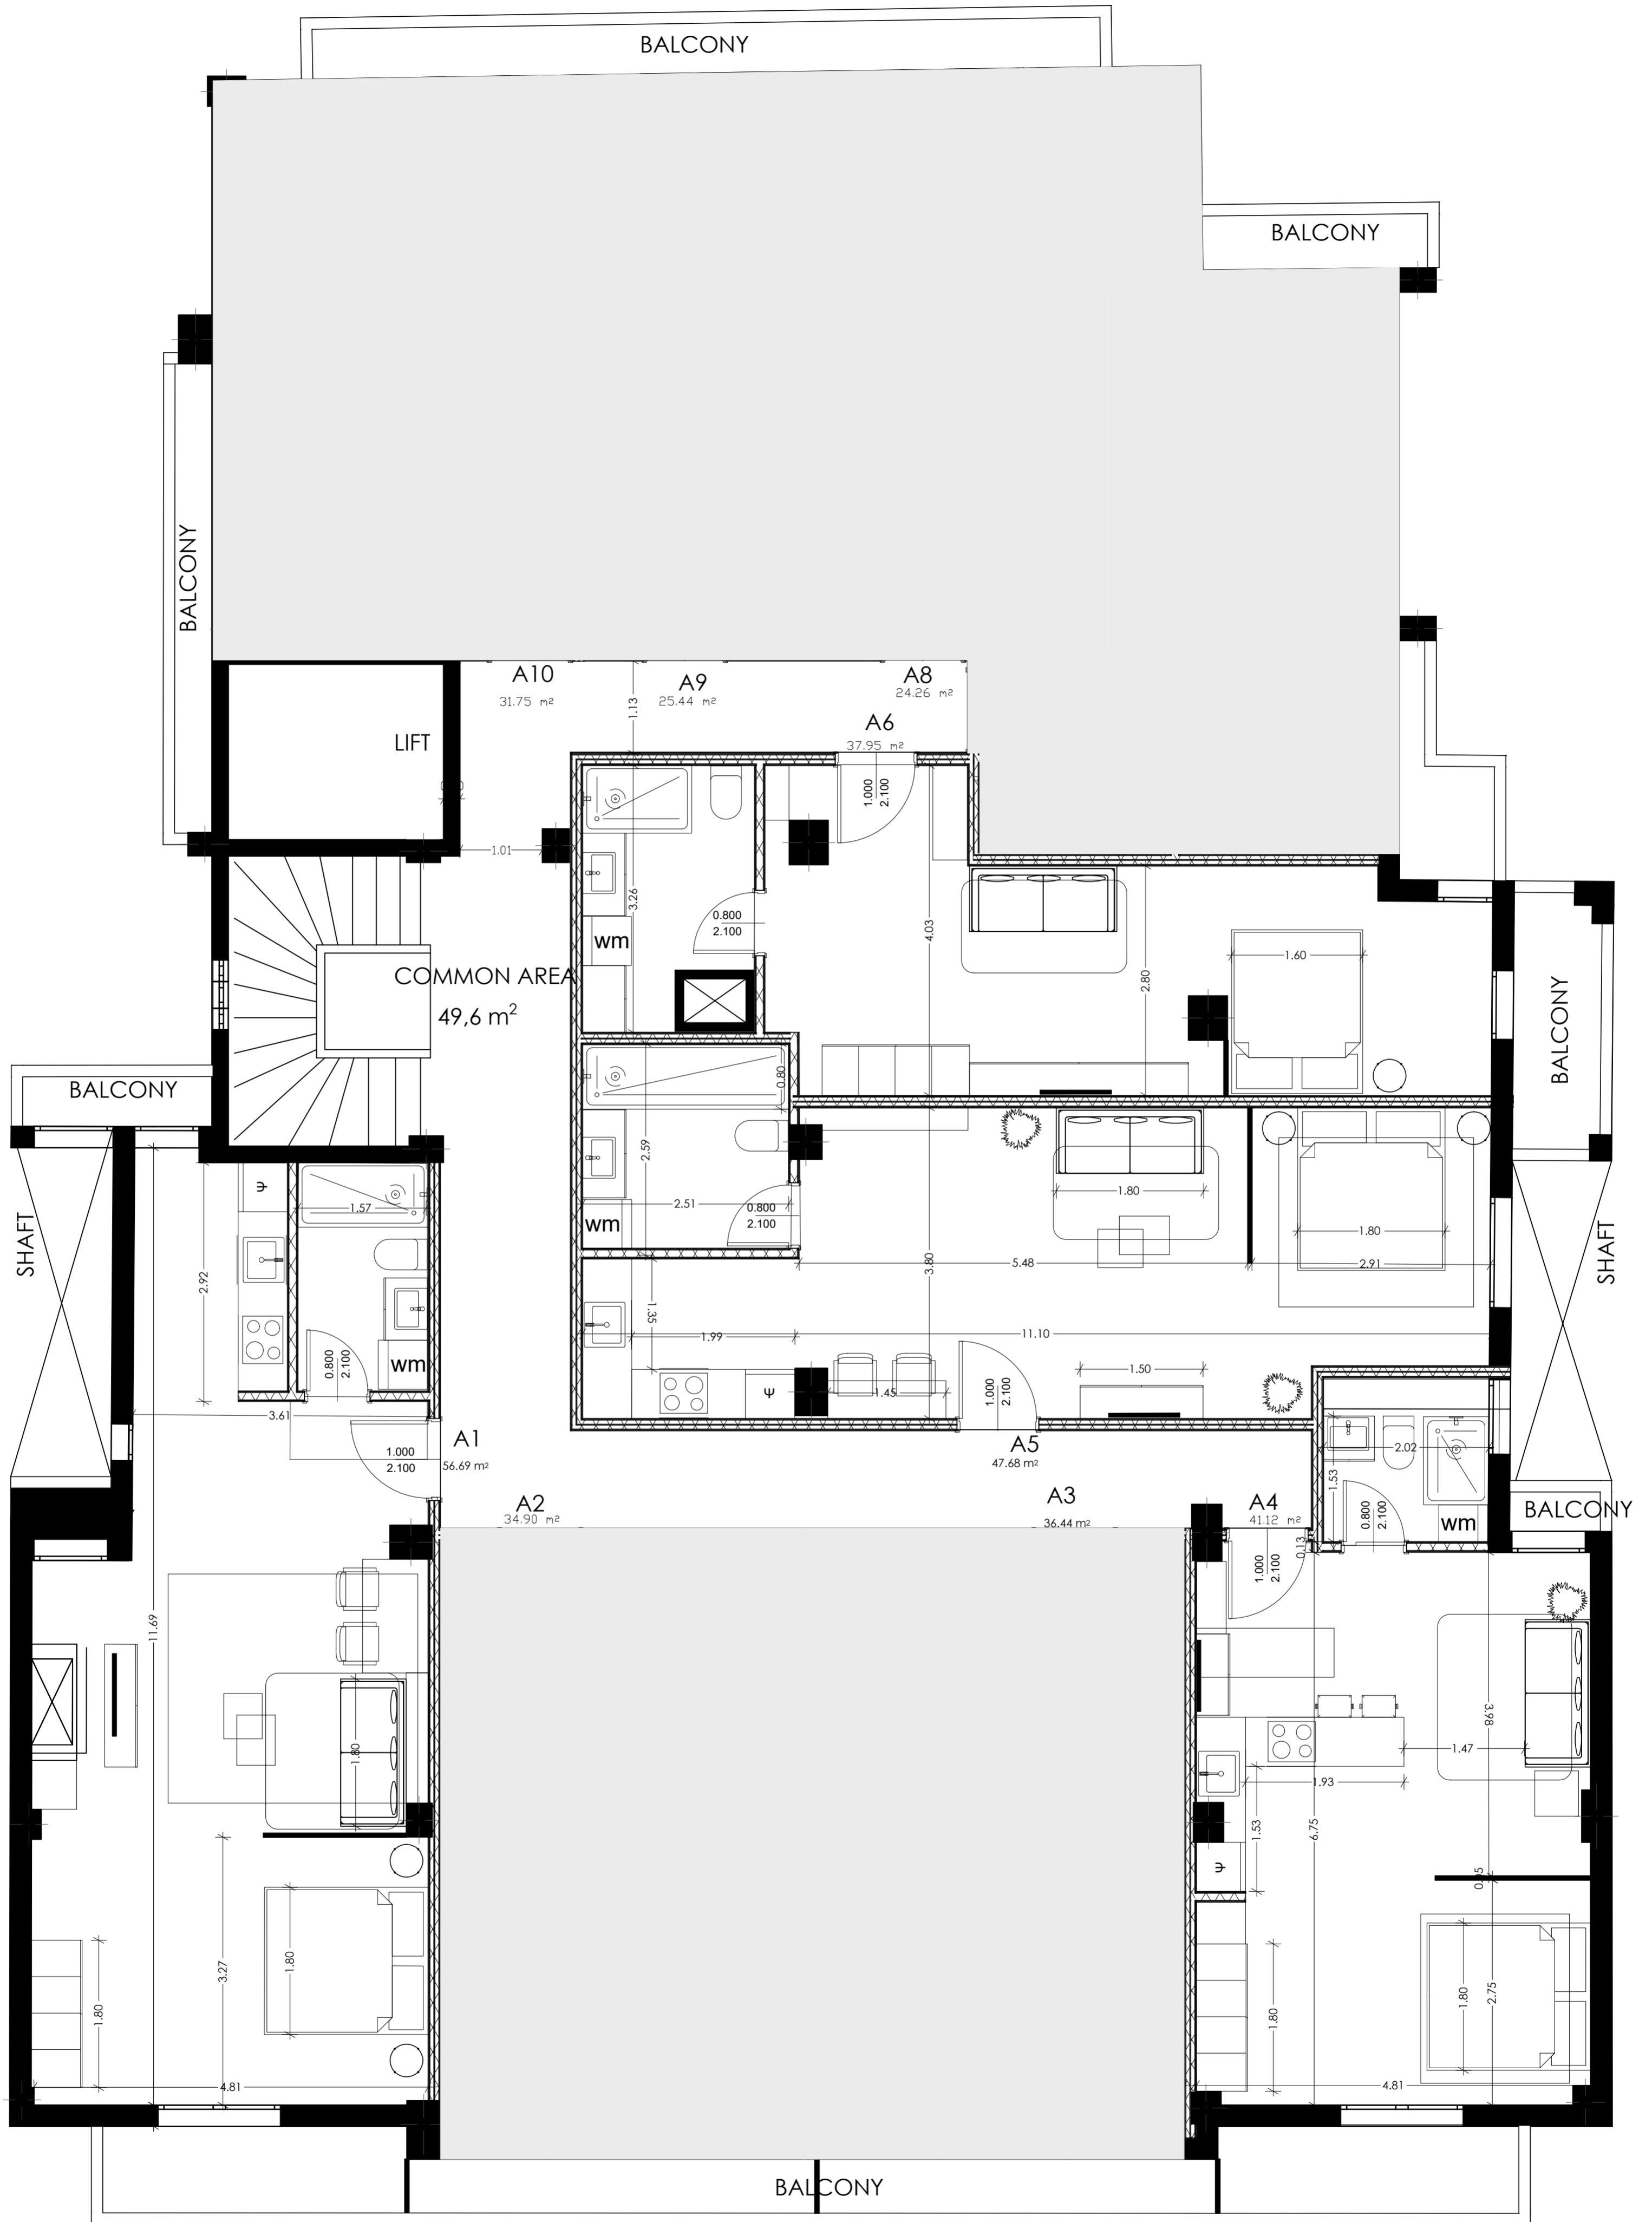 BALCONY
BALCONY
BALCONY
A10
31.75 m²
A9
25.44 m²
A8
24.26 m²
1.13
A6
37.95 m²
LIFT
1.000
2.100
1.01
3.26
0.800
2.100
wm
4.03
2.80
1.60
COMMON AREA
49,6 m²
BALCONY
BALCONY
0.80
2.59
2.51
0.800
2.100
wm
1.80
1.80
SHAFT
SHAFT
Ψ
1.57
2.92
3.80
5.48
2.91
1.35
1.99
11.10
0.800
2.100
wm
1.50
Ψ
1.45
1.000
2.100
3.61
A1
56.69 m²
1.000
2.100
A5
47.68 m²
2.02
1.53
A2
34.90 m²
A3
36.44 m²
A4
41.12 m²
0.800
2.100
wm
BALCONY
0.13
1.000
2.100
11.69
1.80
3.98
1.47
1.93
1.53
6.75
Ψ
0.05
3.27
1.80
1.80
1.80
1.80
2.75
4.81
4.81
BALCONY